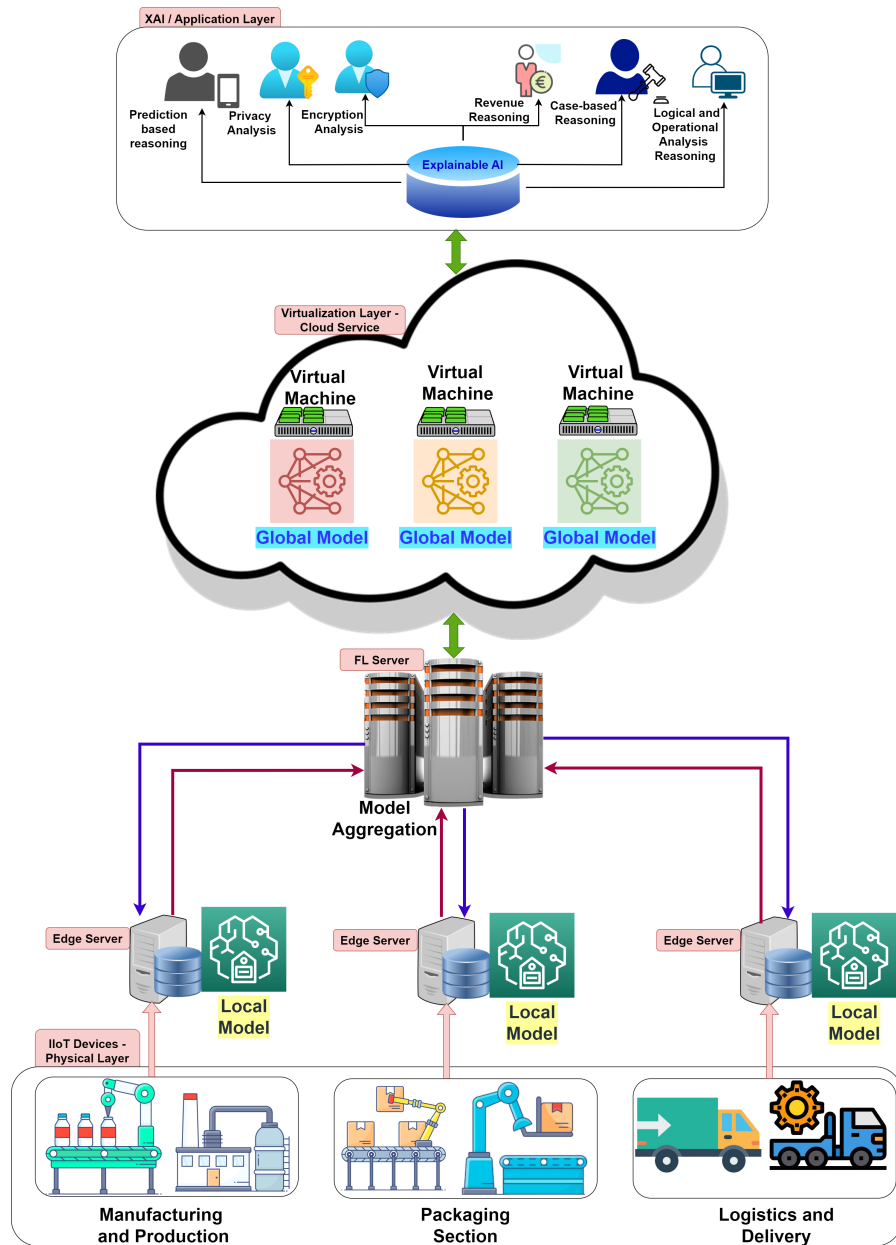 XAI / Application Layer
Prediction
based
reasoning
Privacy
Analysis
Encryption
Analysis
Revenue
Reasoning
Case-based
Reasoning
Logical and
Operational
Analysis
Reasoning
Explainable AI
Virtualization Layer -
Cloud Service
Virtual
Machine
Virtual
Machine
Virtual
Machine
Global Model
Global Model
Global Model
FL Server
Model
Aggregation
Edge Server
Local
Model
Edge Server
Local
Model
Edge Server
Local
Model
IIoT Devices -
Physical Layer
Manufacturing
and Production
Packaging
Section
Logistics and
Delivery